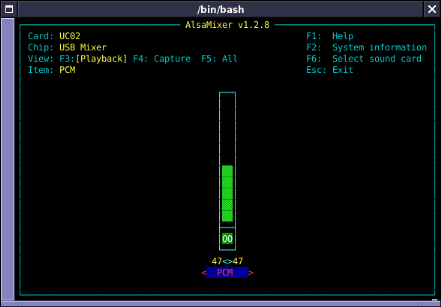 /bin/bash
AlsaMixer v1.2.8
Card: UC02 F1: Help
Chip: USB Mixer F2: System information
View: F3:[Playback] F4: Capture F5: All F6: Select sound card
Item: PCM Esc: Exit
OO
47<>47
< PCM >